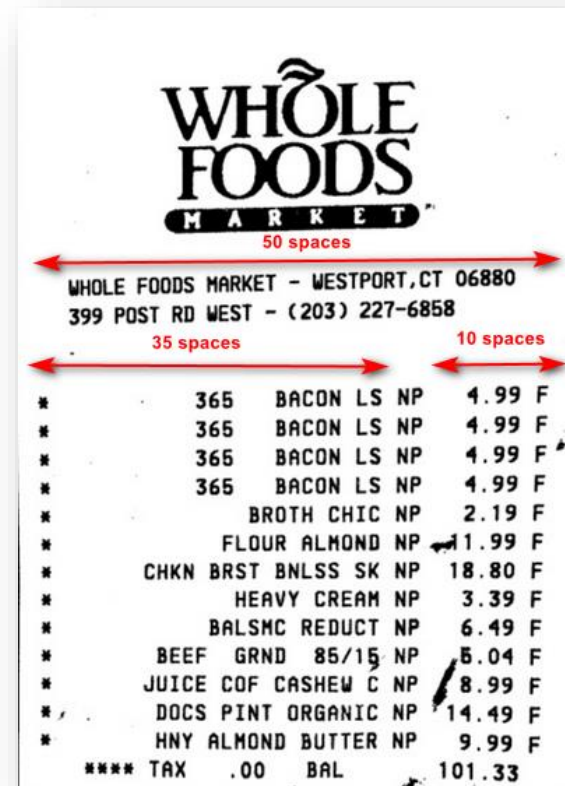 WHOLE
FOODS
MARKET
50 spaces
WHOLE FOODS MARKET - WESTPORT,CT 06880
399 POST RD WEST - (203) 227-6858
35 spaces 10 spaces
* 365 BACON LS NP 4.99 F
* 365 BACON LS NP 4.99 F
* 365 BACON LS NP 4.99 F
* 365 BACON LS NP 4.99 F
* BROTH CHIC NP 2.19 F
* FLOUR ALMOND NP 11.99 F
* CHKN BRST BNLSS SK NP 18.80 F
* HEAVY CREAM NP 3.39 F
* BALSMC REDUCT NP 6.49 F
* BEEF GRND 85/15 NP 5.04 F
* JUICE COF CASHEW C NP 8.99 F
* DOCS PINT ORGANIC NP 14.49 F
* HNY ALMOND BUTTER NP 9.99 F
**** TAX .00 BAL 101.33